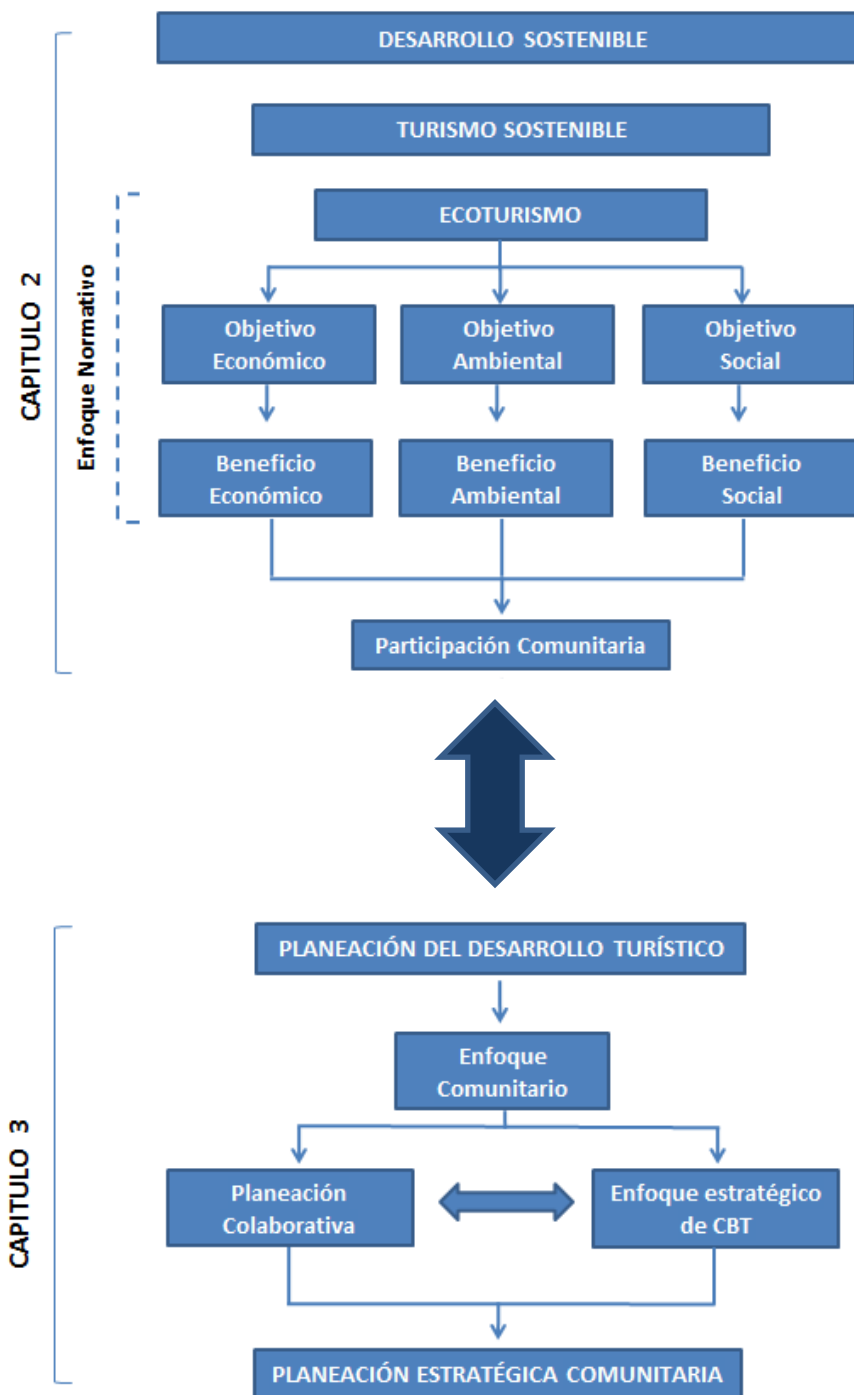 DESARROLLO SOSTENIBLE
TURISMO SOSTENIBLE
ECOTURISMO
CAPITULO 2
Enfoque Normativo
Objetivo
Económico
Objetivo
Ambiental
Objetivo
Social
Beneficio
Económico
Beneficio
Ambiental
Beneficio
Social
Participación Comunitaria
CAPITULO 3
PLANEACIÓN DEL DESARROLLO TURÍSTICO
Enfoque
Comunitario
Planeación
Colaborativa
Enfoque estratégico
de CBT
PLANEACIÓN ESTRATÉGICA COMUNITARIA